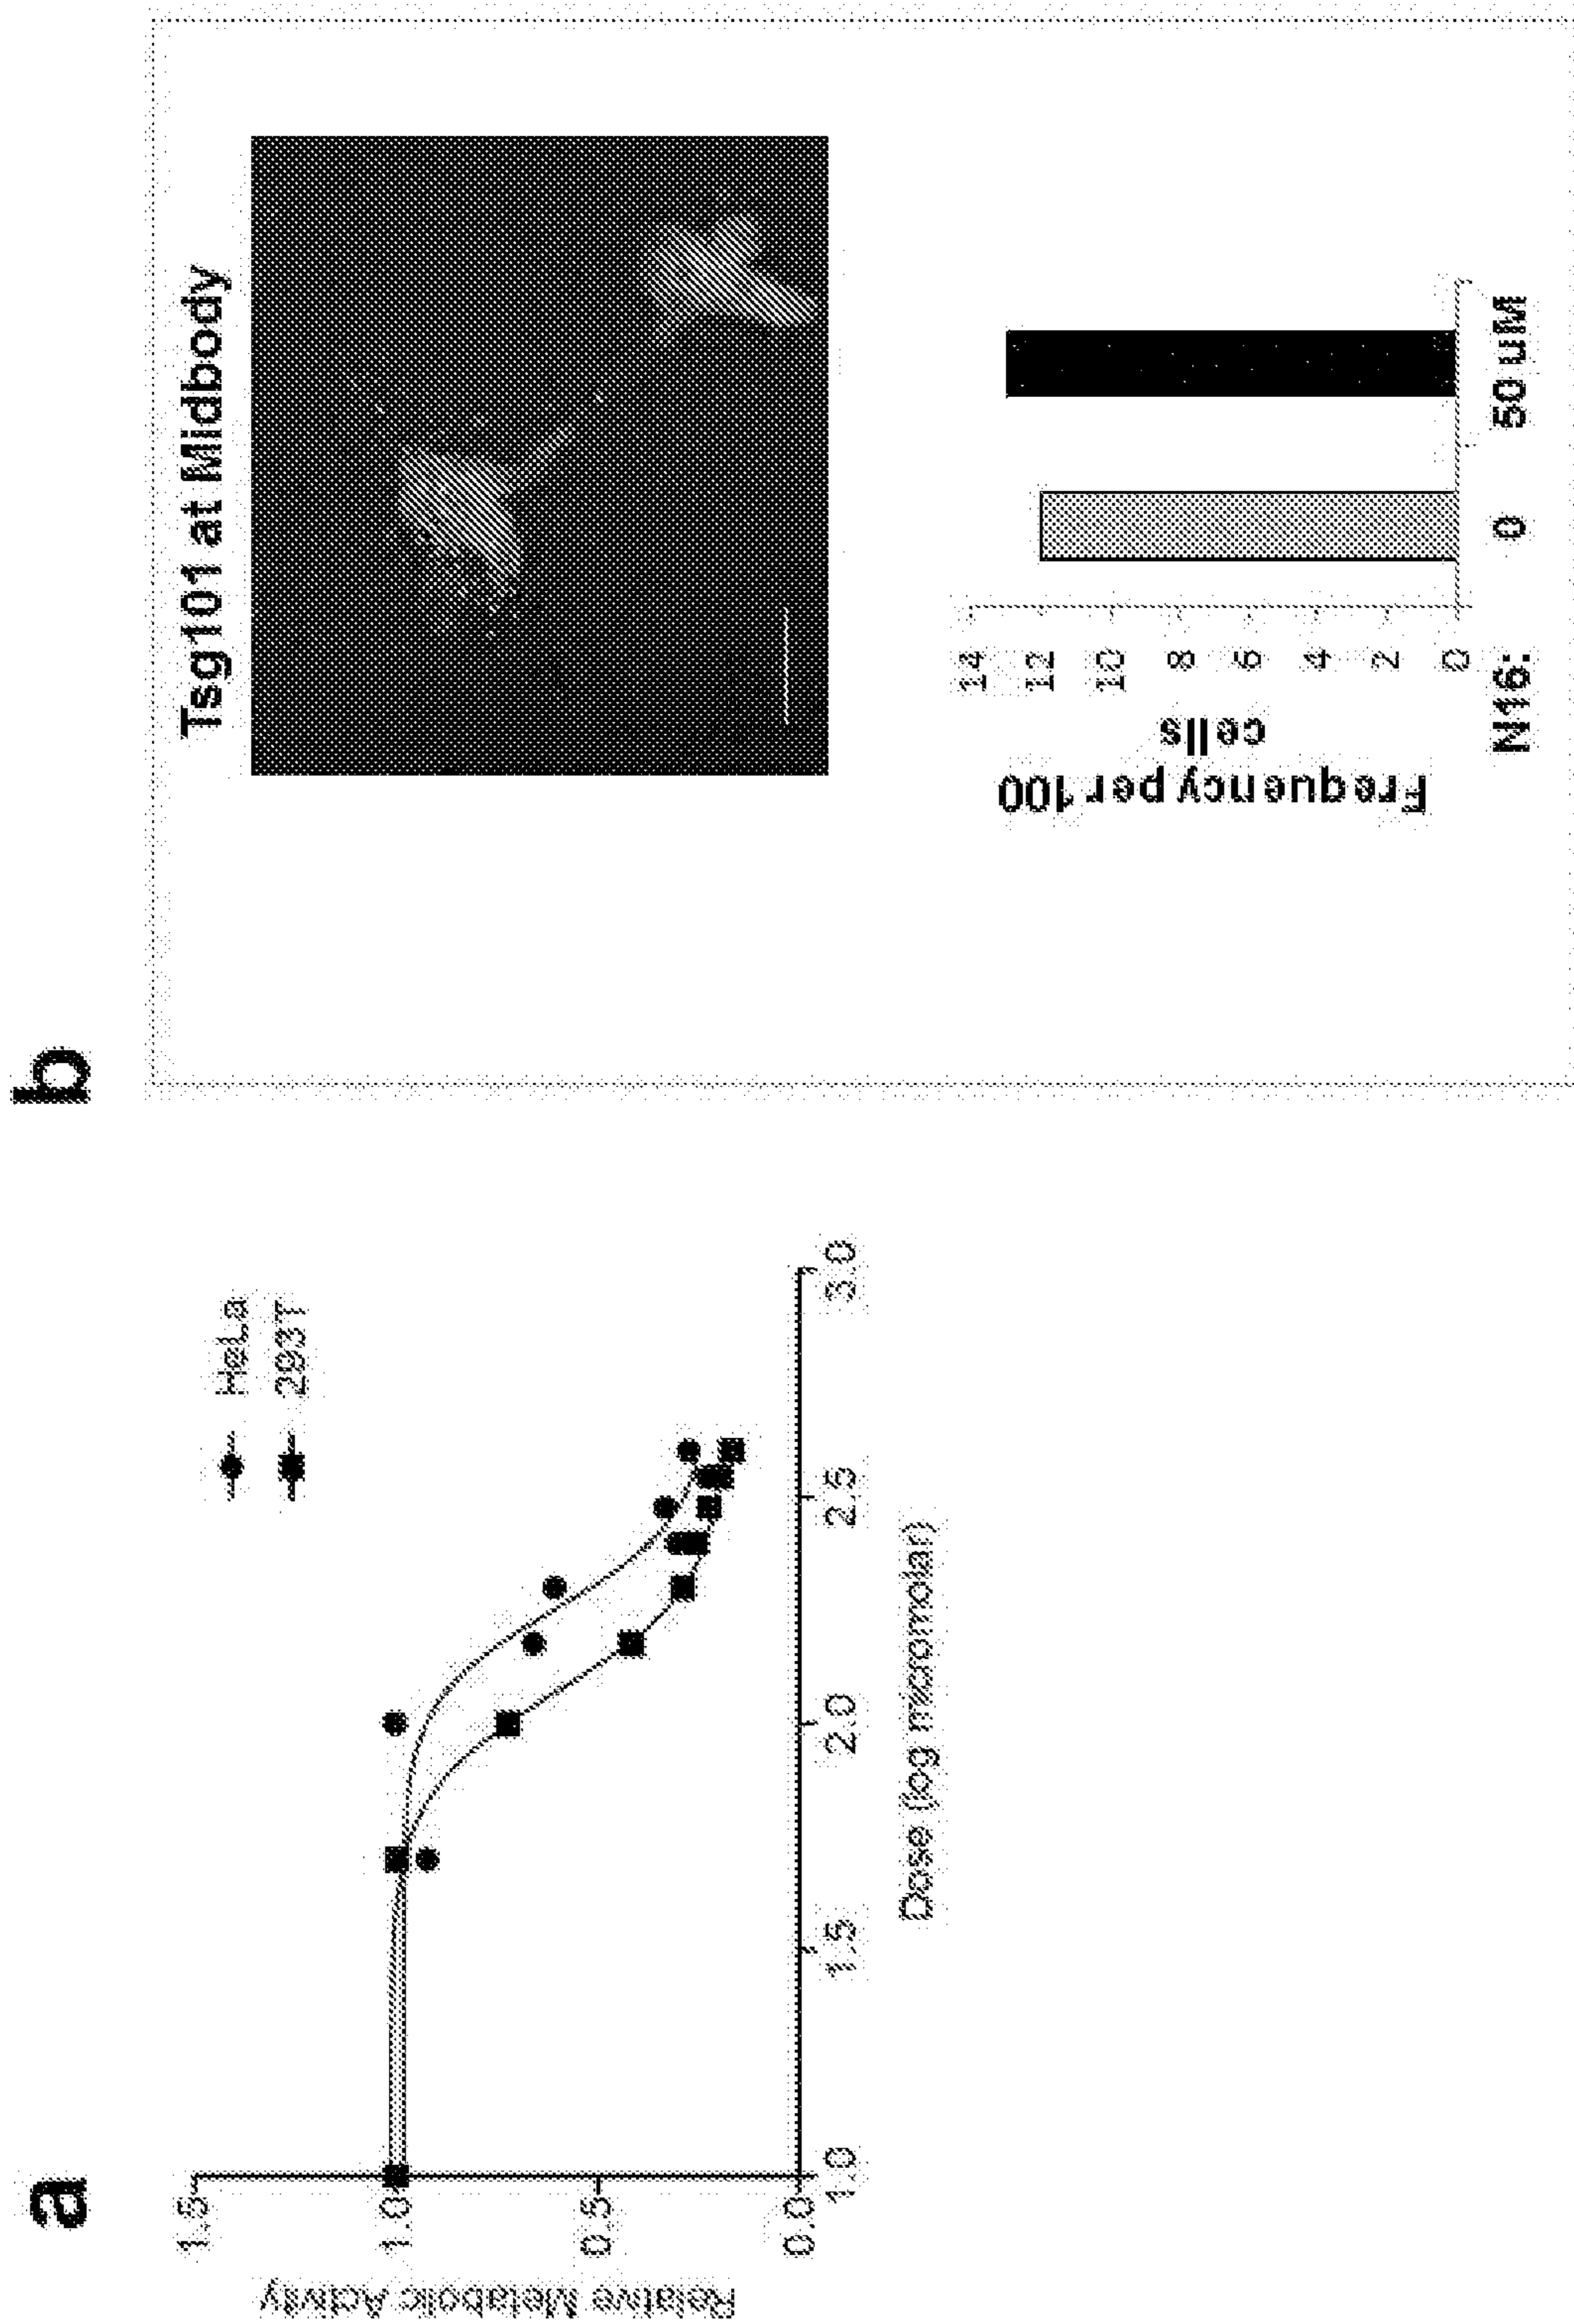 a
1.5
1.0
0.5
0.0
Relative Metabolic Activity
1.0
1.5
2.0
2.5
3.0
Dose (log micromolar)
HeLa
293T
b
Tsg101 at Midbody
Frequency per 100
cells
14
12
10
8
6
4
2
0
N16:
0
50 uM